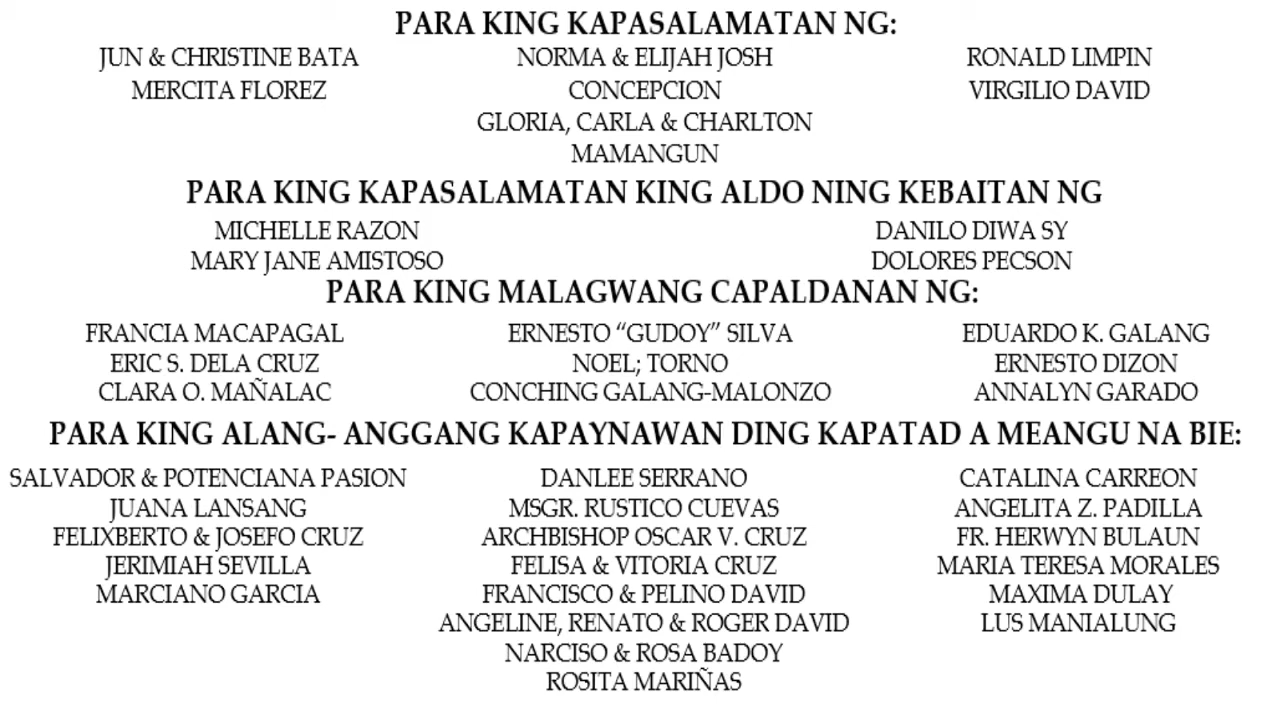 PARA KING KAPASALAMATAN NG:
JUN & CHRISTINE BATA NORMA & ELIJAH JOSH RONALD LIMPIN
MERCITA FLOREZ CONCEPCION VIRGILIO DAVID
GLORIA, CARLA & CHARLTON
MAMANGUN
PARA KING KAPASALAMATAN KING ALDO NING KEBAITAN NG
MICHELLE RAZON DANILO DIWA SY
MARY JANE AMISTOSO DOLORES PECSON
PARA KING MALAGWANG CAPALDANAN NG:
FRANCIA MACAPAGAL ERNESTO “GUDOY” SILVA EDUARDO K. GALANG
ERIC S. DELA CRUZ NOEL; TORNO ERNESTO DIZON
CLARA O. MAÑALAC CONCHING GALANG-MALONZO ANNALYN GARADO
PARA KING ALANG- ANGGANG KAPAYNAWAN DING KAPATAD A MEANGU NA BIE:
SALVADOR & POTENCIANA PASION DANLEE SERRANO CATALINA CARREON
JUANA LANSANG MSGR. RUSTICO CUEVAS ANGELITA Z. PADILLA
FELIXBERTO & JOSEFO CRUZ ARCHBISHOP OSCAR V. CRUZ FR. HERWYN BULAUN
JERIMIAH SEVILLA FELISA & VITORIA CRUZ MARIA TERESA MORALES
MARCIANO GARCIA FRANCISCO & PELINO DAVID MAXIMA DULAY
ANGELINE, RENATO & ROGER DAVID LUS MANIALUNG
NARCISO & ROSA BADOY
ROSITA MARIÑAS